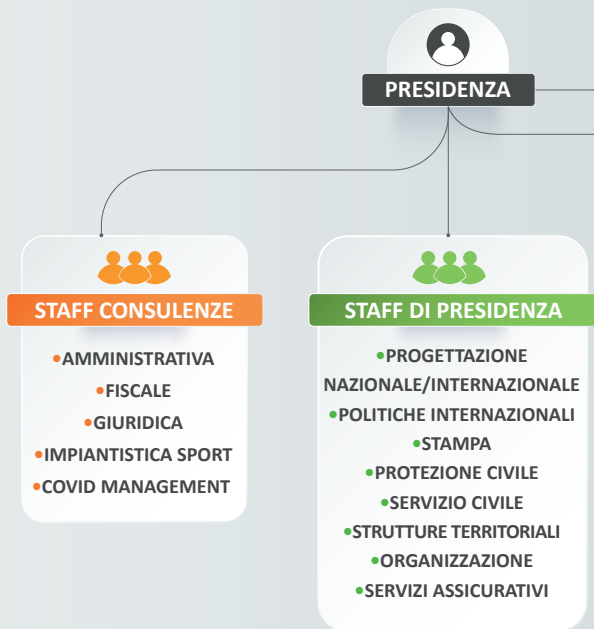 PRESIDENZA
STAFF CONSULENZE
•AMMINISTRATIVA
•FISCALE
•GIURIDICA
•IMPIANTISTICA SPORT
•COVID MANAGEMENT
STAFF DI PRESIDENZA
•PROGETTAZIONE
NAZIONALE/INTERNAZIONALE
•POLITICHE INTERNAZIONALI
•STAMPA
•PROTEZIONE CIVILE
•SERVIZIO CIVILE
•STRUTTURE TERRITORIALI
•ORGANIZZAZIONE
•SERVIZI ASSICURATIVI